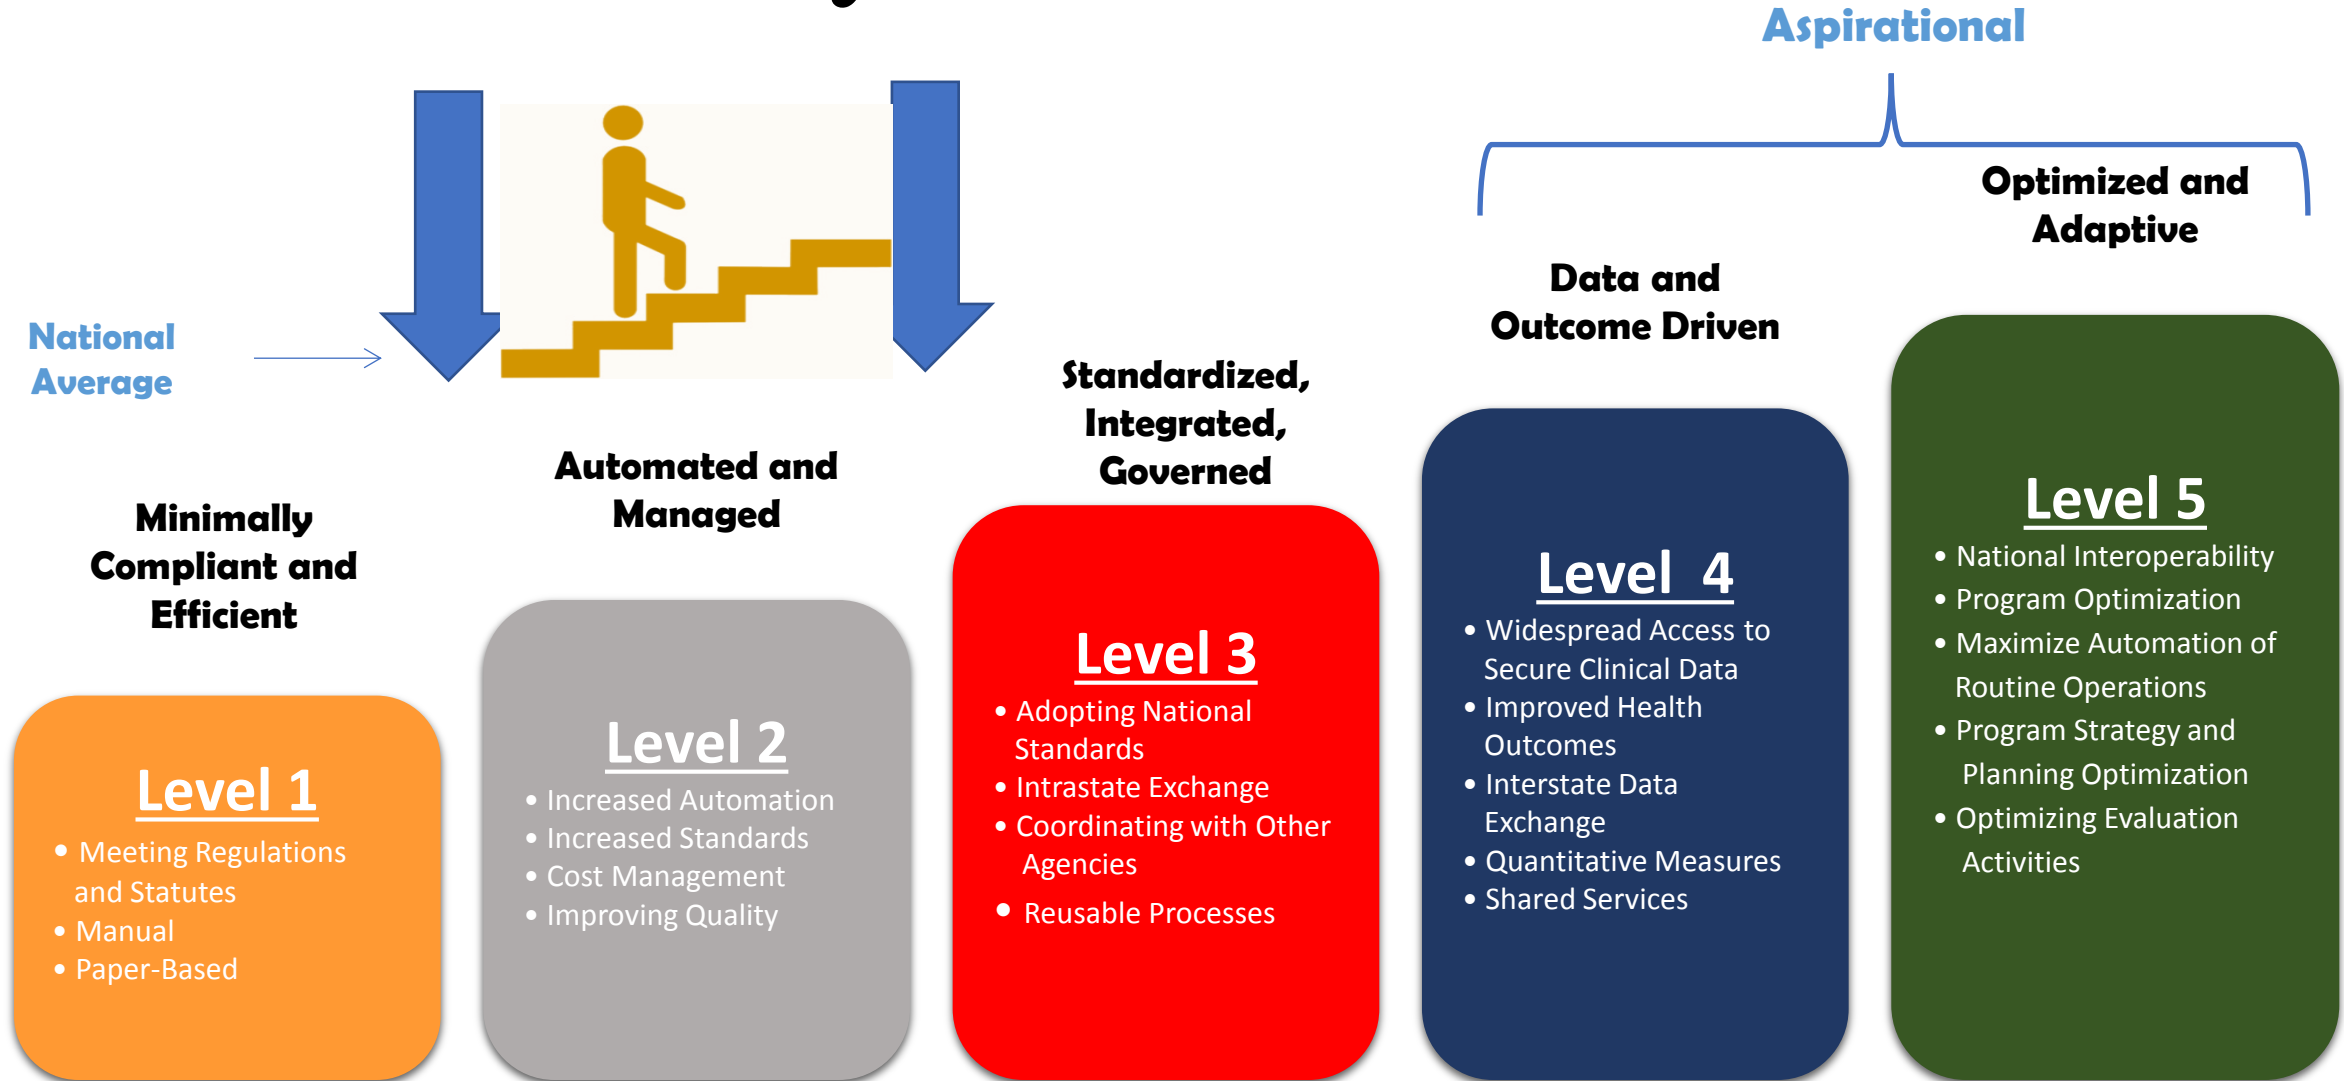 Aspirational
National
Average
Minimally
Compliant and
Efficient
Level 1
• Meeting Regulations
and Statutes
• Manual
• Paper-Based
Automated and
Managed
Level 2
• Increased Automation
• Increased Standards
• Cost Management
• Improving Quality
Standardized,
Integrated,
Governed
Level 3
• Adopting National
Standards
• Intrastate Exchange
• Coordinating with Other
Agencies
• Reusable Processes
Data and
Outcome Driven
Level 4
• Widespread Access to
Secure Clinical Data
• Improved Health
Outcomes
• Interstate Data
Exchange
• Quantitative Measures
• Shared Services
Optimized and
Adaptive
Level 5
• National Interoperability
• Program Optimization
• Maximize Automation of
Routine Operations
• Program Strategy and
Planning Optimization
• Optimizing Evaluation
Activities